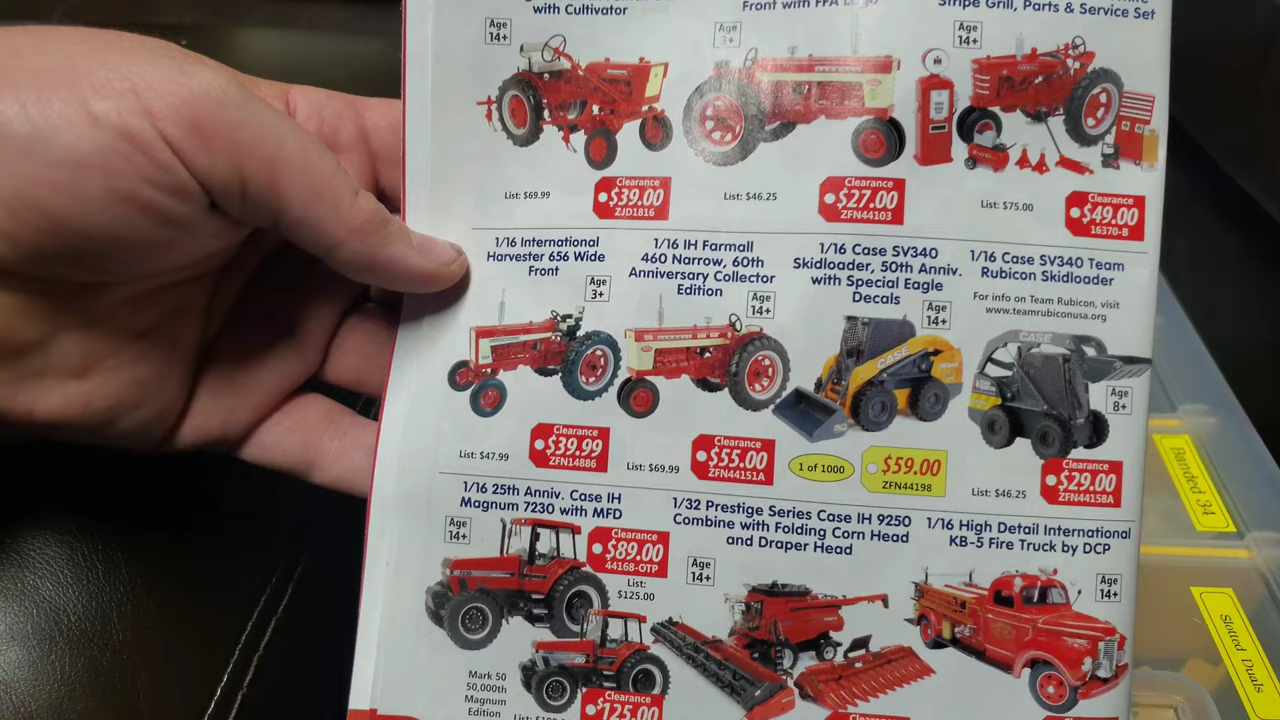 with Cultivator
Age
14+
List: $69.99
Clearance
$39.00
ZJD1816
Front with FFA Logo
Age
3+
List: $46.25
Clearance
$27.00
ZFN44103
Stripe Grill, Parts & Service Set
Age
14+
List: $75.00
Clearance
$49.00
16370-B
1/16 International
Harvester 656 Wide
Front
Age
3+
List: $47.99
Clearance
$39.99
ZFN14886
1/16 IH Farmall
460 Narrow, 60th
Anniversary Collector
Edition
Age
14+
List: $69.99
Clearance
$55.00
ZFN44151A
1/16 Case SV340
Skidloader, 50th Anniv.
with Special Eagle
Decals
Age
14+
CASE
1 of 1000
$59.00
ZFN44198
1/16 Case SV340 Team
Rubicon Skidloader
For info on Team Rubicon, visit
www.teamrubiconusa.org
CASE
Age
8+
List: $46.25
Clearance
$29.00
ZFN44158A
1/16 25th Anniv. Case IH
Magnum 7230 with MFD
Age
14+
Clearance
$89.00
44168-OTP
List:
$125.00
Mark 50
50,000th
Magnum
Edition
Clearance
$125.00
1/32 Prestige Series Case IH 9250
Combine with Folding Corn Head
and Draper Head
Age
14+
Clearance
1/16 High Detail International
KB-5 Fire Truck by DCP
Age
14+
Clearance
Banded 34
Slotted Duals